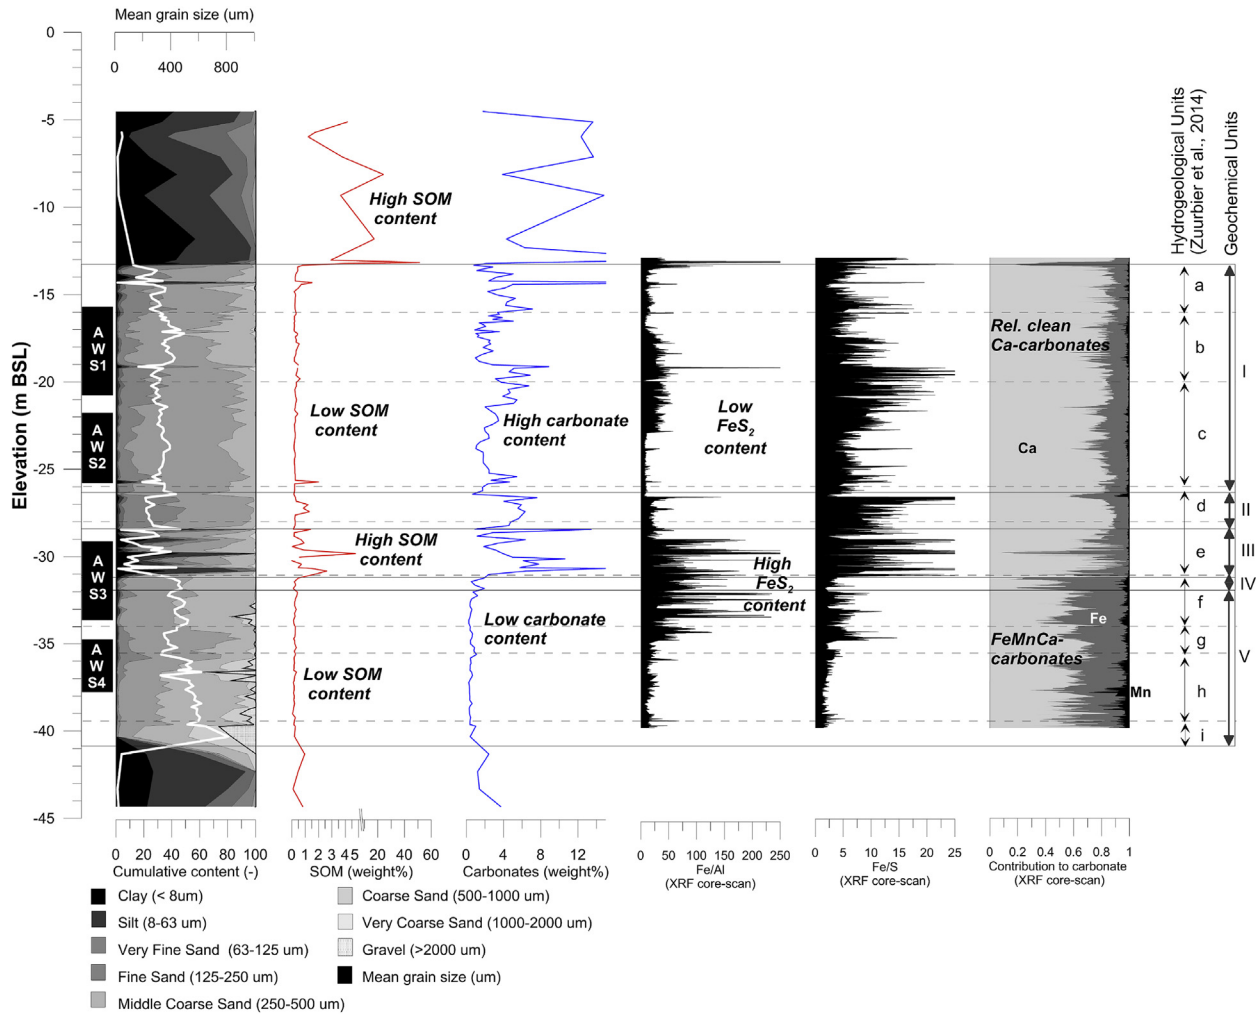 Mean grain size (um)
0 400 800
Elevation (m BSL)
0
-5
-10
-15
-20
-25
-30
-35
-40
-45
A
W
S1
A
W
S2
A
W
S3
A
W
S4
High SOM
content
Low SOM
content
High SOM
content
Low SOM
content
High carbonate
content
Low carbonate
content
Low
FeS2
content
High
FeS2
content
Rel. clean
Ca-carbonates
Ca
Fe
FeMnCa-
carbonates
Mn
Hydrogeological Units
(Zuurbier et al., 2014)
Geochemical Units
a
b
c
d
e
f
g
h
i
I
II
III
IV
V
0 20 40 60 80 100
Cumulative content (-)
0 1 2 3 4 5 20 40 60
SOM (weight%)
0 4 8 12
Carbonates (weight%)
0 50 100 150 200 250
Fe/Al
(XRF core-scan)
0 5 10 15 20 25
Fe/S
(XRF core-scan)
0 0.2 0.4 0.6 0.8 1
Contribution to carbonate
(XRF core-scan)
Clay (< 8um)
Silt (8-63 um)
Very Fine Sand (63-125 um)
Fine Sand (125-250 um)
Middle Coarse Sand (250-500 um)
Coarse Sand (500-1000 um)
Very Coarse Sand (1000-2000 um)
Gravel (>2000 um)
Mean grain size (um)